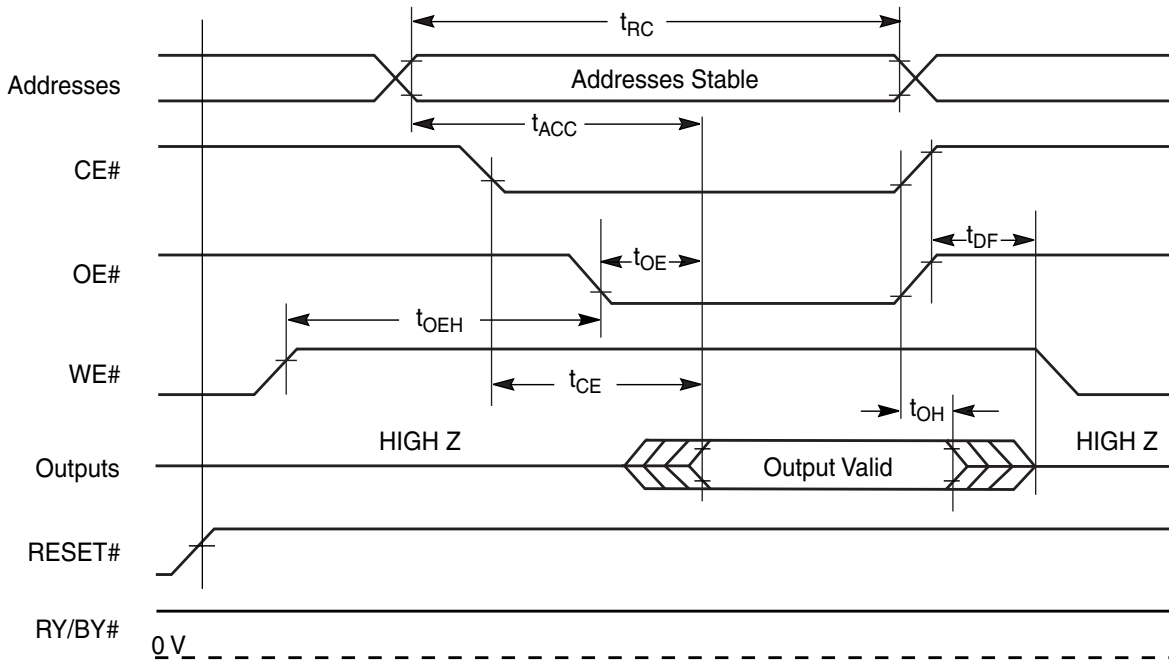 tRC
Addresses
Addresses Stable
tACC
CE#
tDF
OE#
tOE
tOEH
WE#
tCE
tOH
HIGH Z
HIGH Z
Outputs
Output Valid
RESET#
RY/BY#
0 V